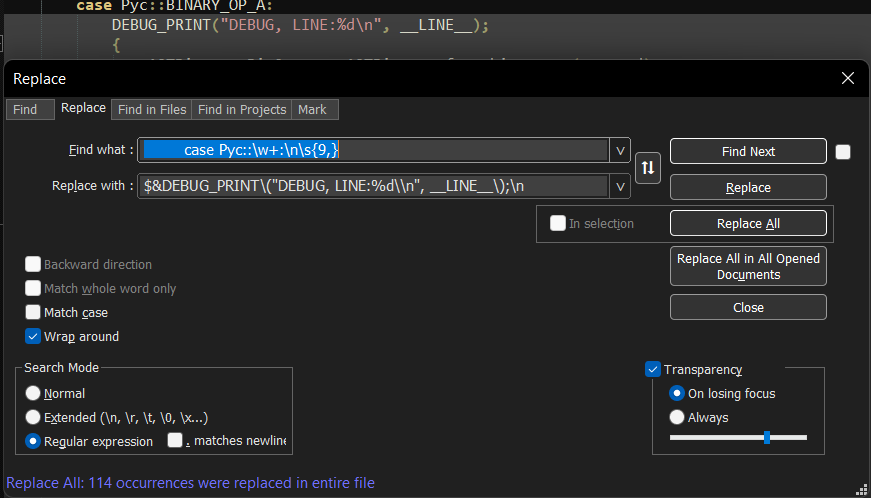 case Pyc::BINARY_OP_A:
DEBUG_PRINT("DEBUG, LINE:%d\n", __LINE__);
{
Replace
Find
Replace
Find in Files
Find in Projects
Mark
Find what :
case Pyc::\w+:\n\s{9,}
Find Next
Replace with :
$&DEBUG_PRINT\("DEBUG, LINE:%d\\n", __LINE__\);\n
Replace
In selection
Replace All
Backward direction
Replace All in All Opened
Documents
Match whole word only
Match case
Close
Wrap around
Search Mode
Transparency
Normal
On losing focus
Extended (\n, \r, \t, \0, \x...)
Always
Regular expression
. matches newline
Replace All: 114 occurrences were replaced in entire file